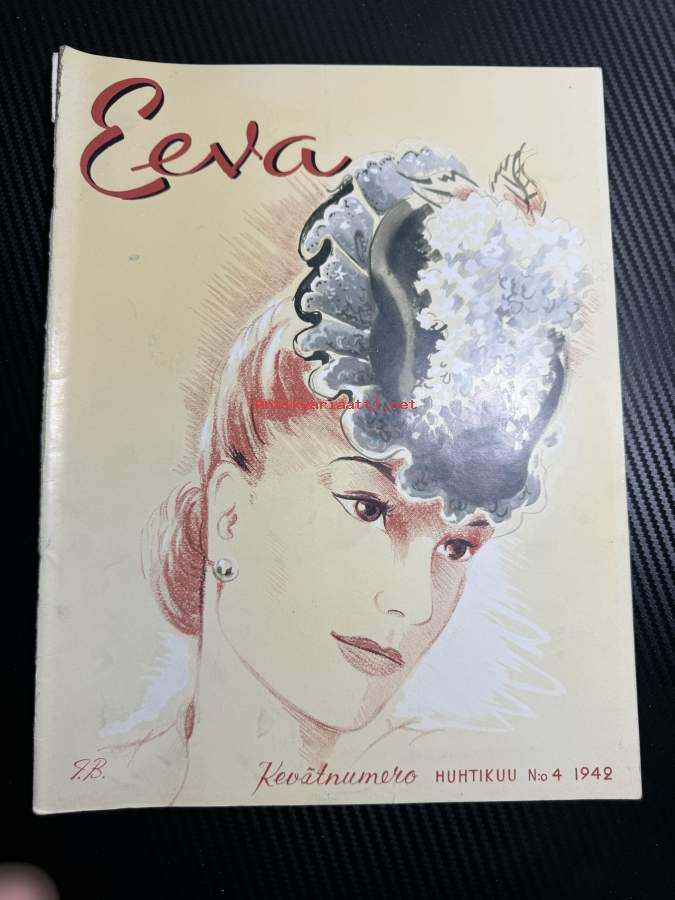 Eeva
Antikvariaatti.net
J.B.
Kevätnumero HUHTIKUU N:o 4 1942